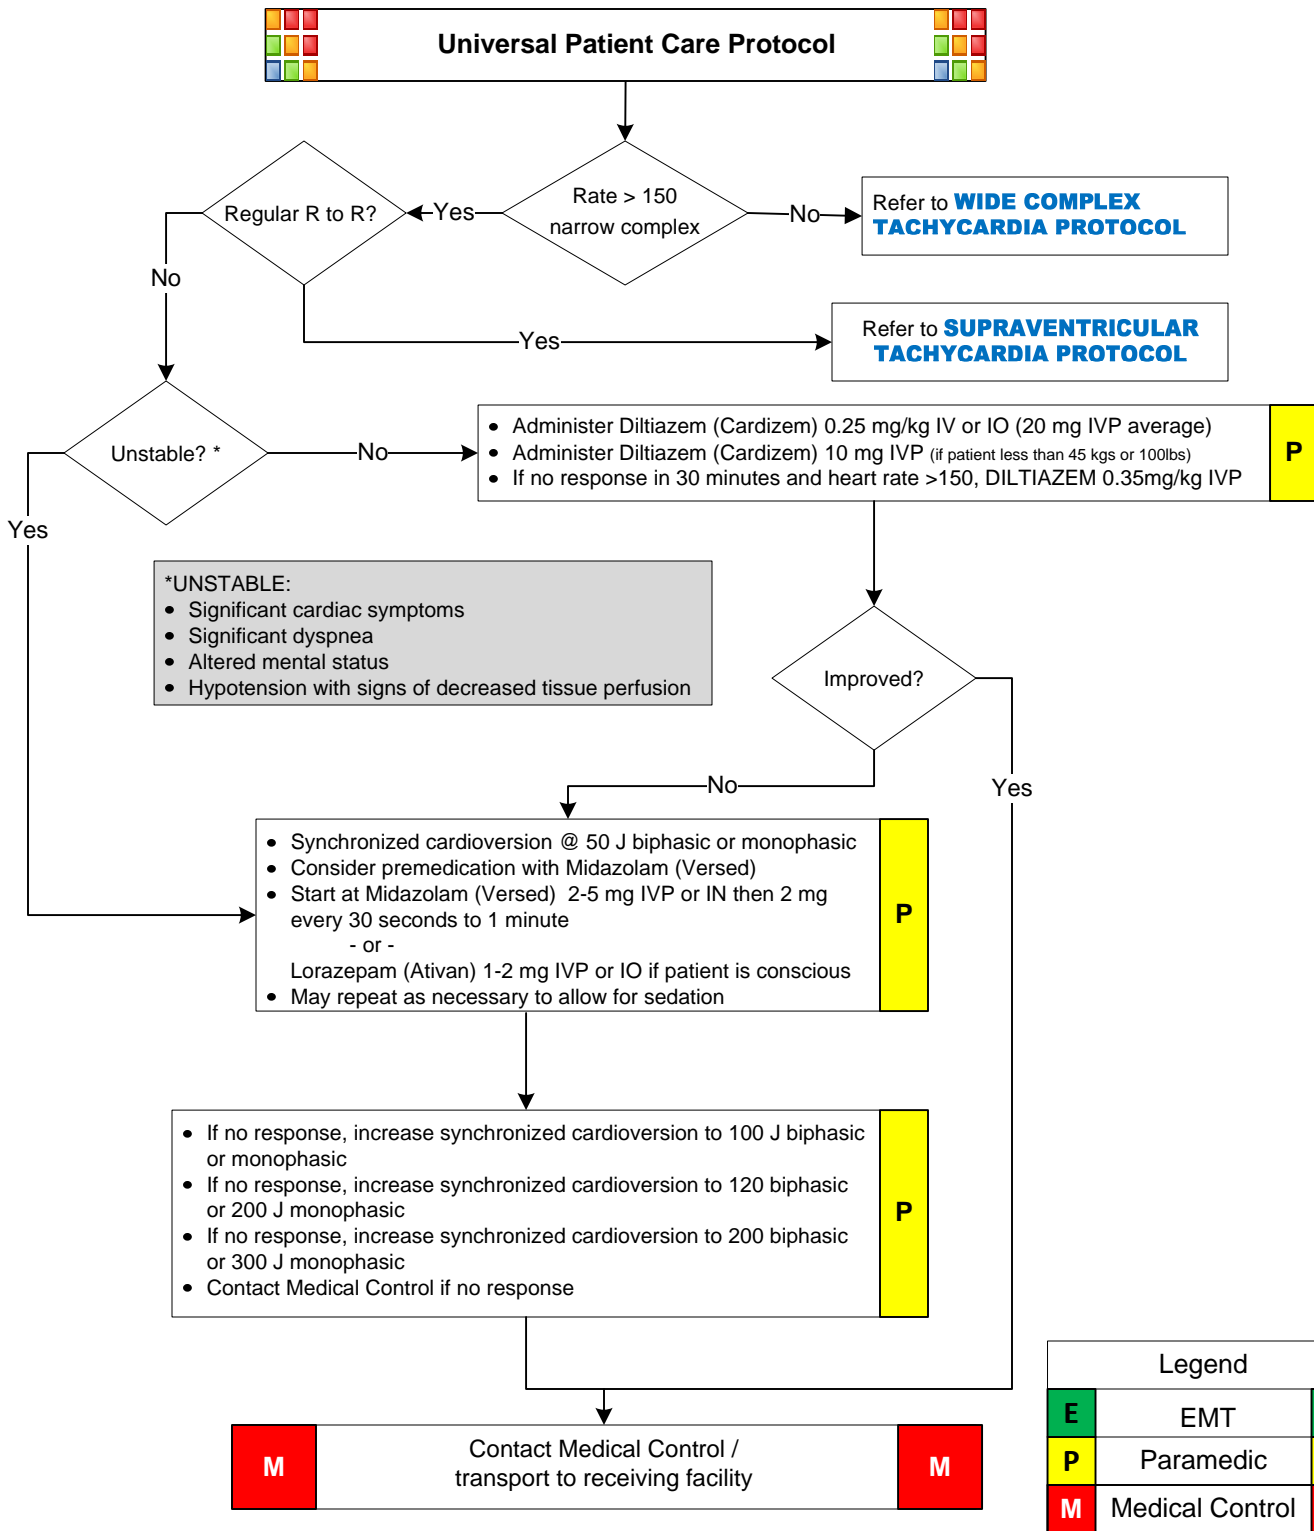 Universal Patient Care Protocol
Rate > 150
narrow complex
Yes
Regular R to R?
No
Refer to WIDE COMPLEX
TACHYCARDIA PROTOCOL
No
Yes
Refer to SUPRAVENTRICULAR
TACHYCARDIA PROTOCOL
Unstable? *
No
• Administer Diltiazem (Cardizem) 0.25 mg/kg IV or IO (20 mg IVP average)
• Administer Diltiazem (Cardizem) 10 mg IVP (if patient less than 45 kgs or 100lbs)
• If no response in 30 minutes and heart rate >150, DILTIAZEM 0.35mg/kg IVP
P
Yes
*UNSTABLE:
• Significant cardiac symptoms
• Significant dyspnea
• Altered mental status
• Hypotension with signs of decreased tissue perfusion
Improved?
No
Yes
• Synchronized cardioversion @ 50 J biphasic or monophasic
• Consider premedication with Midazolam (Versed)
• Start at Midazolam (Versed)  2-5 mg IVP or IN then 2 mg
every 30 seconds to 1 minute
- or -
Lorazepam (Ativan) 1-2 mg IVP or IO if patient is conscious
• May repeat as necessary to allow for sedation
P
• If no response, increase synchronized cardioversion to 100 J biphasic
or monophasic
• If no response, increase synchronized cardioversion to 120 biphasic
or 200 J monophasic
• If no response, increase synchronized cardioversion to 200 biphasic
or 300 J monophasic
• Contact Medical Control if no response
P
M
Contact Medical Control /
transport to receiving facility
M
Legend
E EMT
P Paramedic
M Medical Control